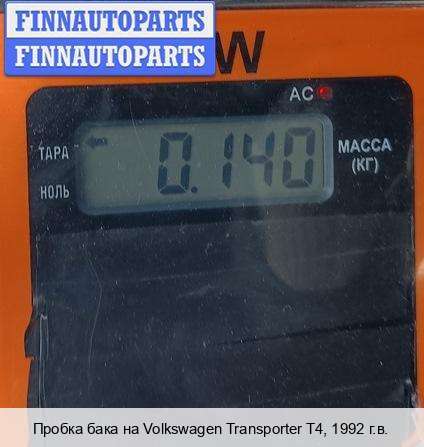 FINNAUTOPARTS
FINNAUTOPARTS
W
AC
ТАРА
0.140
МАССА
(КГ)
НОЛЬ
Пробка бака на Volkswagen Transporter T4, 1992 г.в.